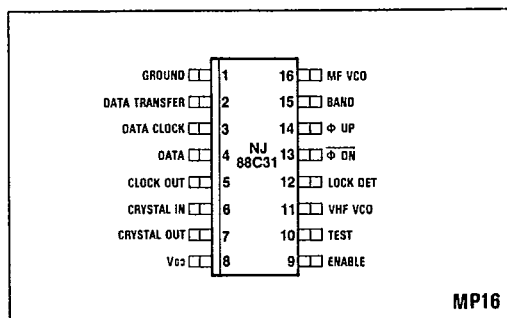 GROUND 1 16 MF VCO
DATA TRANSFER 2 15 BAND
DATA CLOCK 3 14 Φ UP
DATA 4 NJ 88C31 13 Φ DN
CLOCK OUT 5 12 LOCK DET
CRYSTAL IN 6 11 VHF VCO
CRYSTAL OUT 7 10 TEST
VDD 8 9 ENABLE
MP16